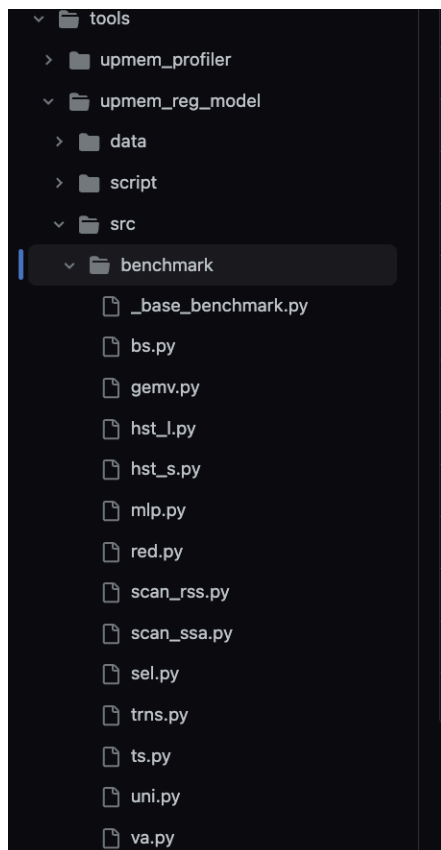 tools
upmem_profiler
upmem_reg_model
data
script
src
benchmark
_base_benchmark.py
bs.py
gemv.py
hst_l.py
hst_s.py
mlp.py
red.py
scan_rss.py
scan_ssa.py
sel.py
trns.py
ts.py
uni.py
va.py